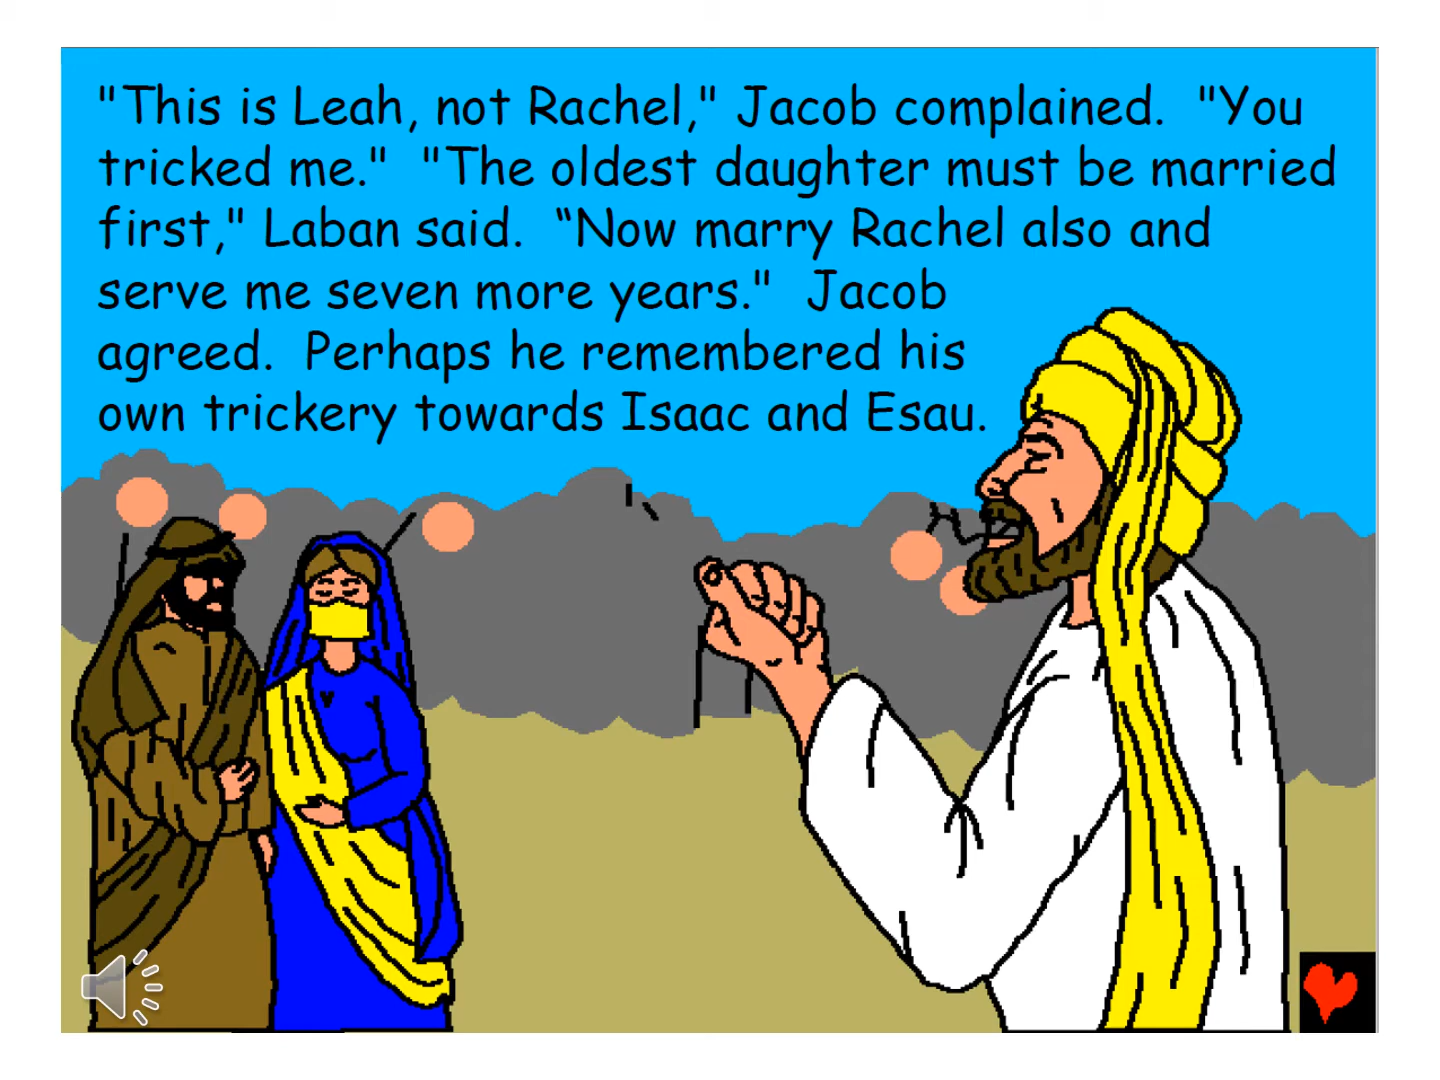 "This is Leah, not Rachel," Jacob complained.  "You
tricked me."  "The oldest daughter must be married
first," Laban said.  “Now marry Rachel also and
serve me seven more years."  Jacob
agreed.  Perhaps he remembered his
own trickery towards Isaac and Esau.